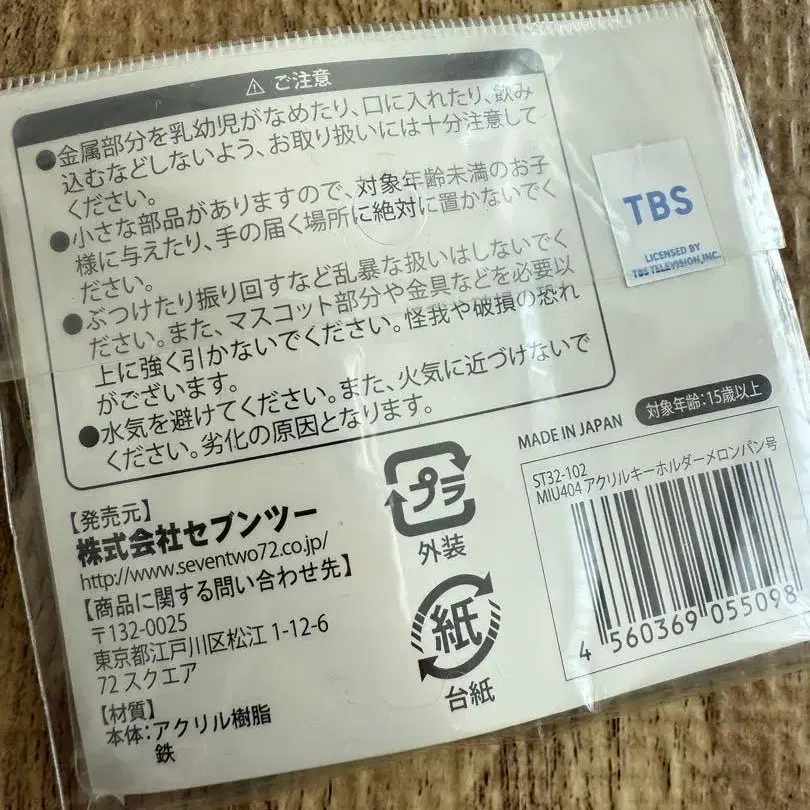 ⚠ ご注意
●金属部分を乳幼児がなめたり、口に入れたり、飲み
込むなどしないよう、お取り扱いには十分注意して
ください。
●小さな部品がありますので、対象年齢未満のお子
様に与えたり、手の届く場所に絶対に置かないでく
ださい。
●ぶつけたり振り回すなど乱暴な扱いはしないでく
ださい。また、マスコット部分や金具などを必要以
上に強く引かないでください。怪我や破損の恐れ
がございます。
●水気を避けてください。また、火気に近づけないで
ください。劣化の原因となります。
TBS
LICENSED BY
TBS TELEVISION, INC.
MADE IN JAPAN
対象年齢:15歳以上
【発売元】
株式会社セブンツー
http://www.seventwo72.co.jp/
【商品に関する問い合わせ先】
〒132-0025
東京都江戸川区松江 1-12-6
72 スクエア
【材質】
本体:アクリル樹脂
鉄
プラ
外装
紙
台紙
ST32-102
MIU404 アクリルキーホルダーメロンパン号
4 560369 055098